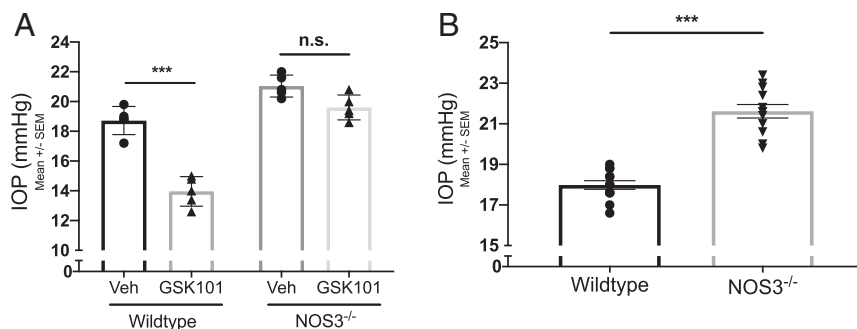 A
IOP (mmHg)
Mean +/- SEM
24
22
20
18
16
14
12
10
0
***
n.s.
Veh
GSK101
Veh
GSK101
Wildtype
NOS3-/-
B
IOP (mmHg)
Mean +/- SEM
25
23
21
19
17
15
0
***
Wildtype
NOS3-/-